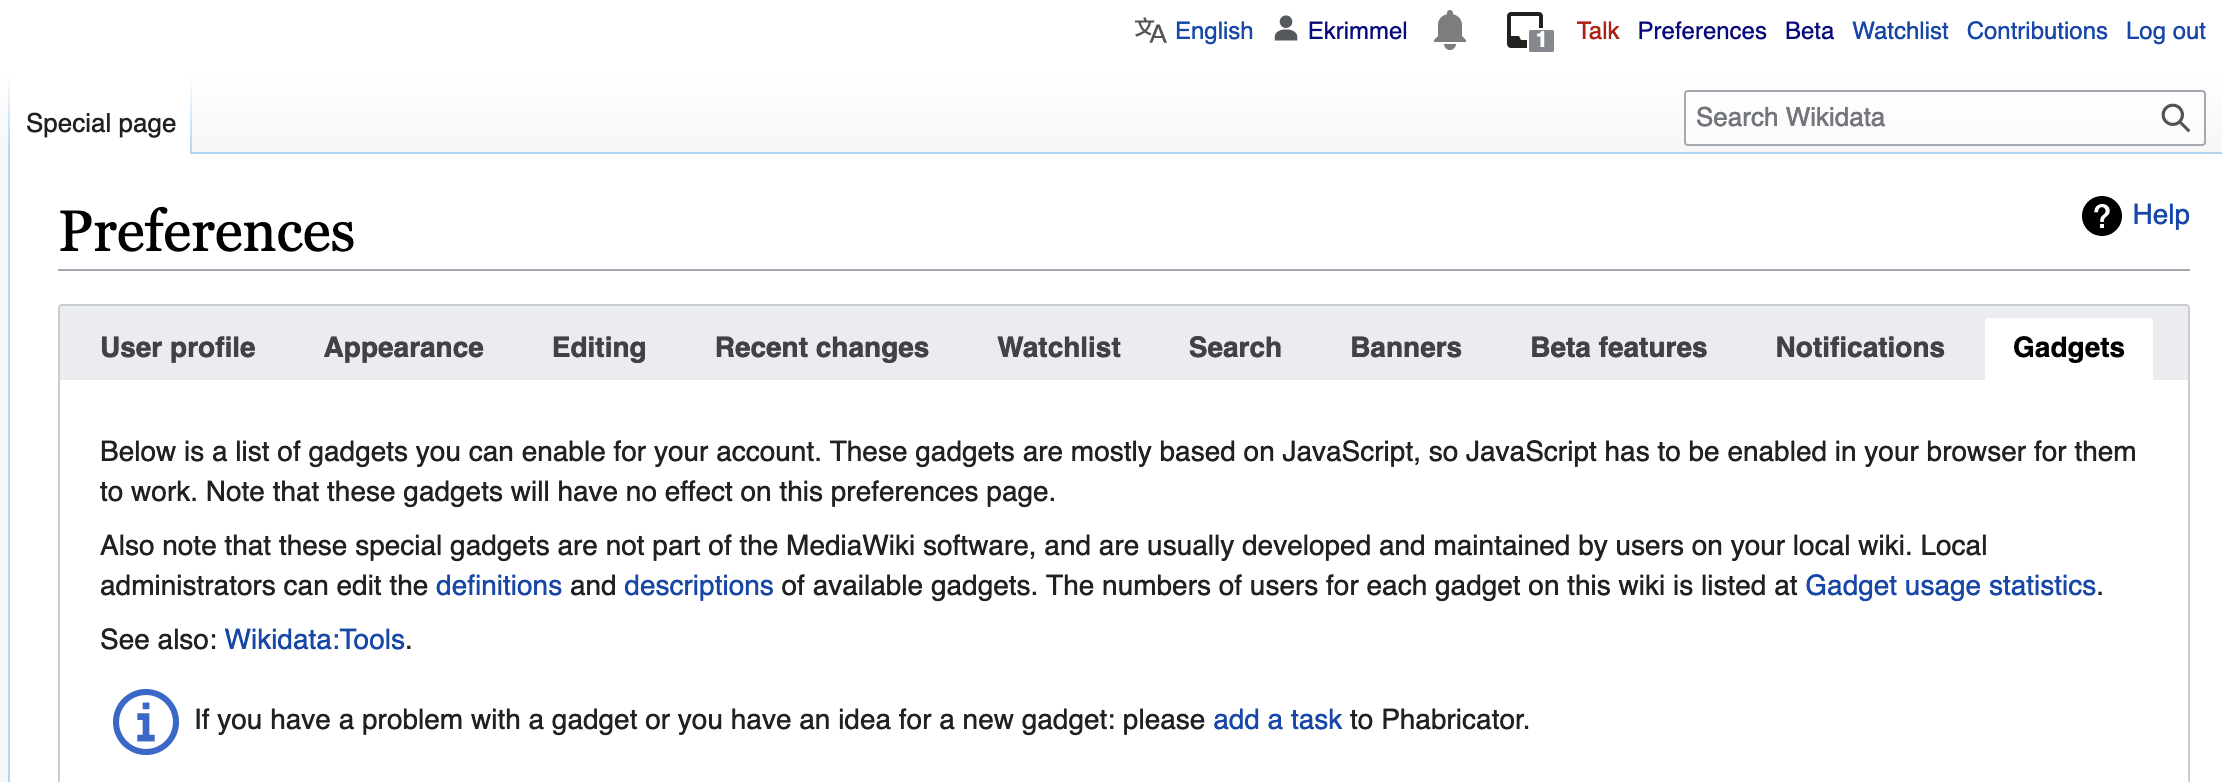 文A English Ekrimmel 1 Talk Preferences Beta Watchlist Contributions Log out
Special page
Search Wikidata
Preferences
? Help
User profile Appearance Editing Recent changes Watchlist Search Banners Beta features Notifications Gadgets
Below is a list of gadgets you can enable for your account. These gadgets are mostly based on JavaScript, so JavaScript has to be enabled in your browser for them
to work. Note that these gadgets will have no effect on this preferences page.
Also note that these special gadgets are not part of the MediaWiki software, and are usually developed and maintained by users on your local wiki. Local
administrators can edit the definitions and descriptions of available gadgets. The numbers of users for each gadget on this wiki is listed at Gadget usage statistics.
See also: Wikidata:Tools.
i If you have a problem with a gadget or you have an idea for a new gadget: please add a task to Phabricator.